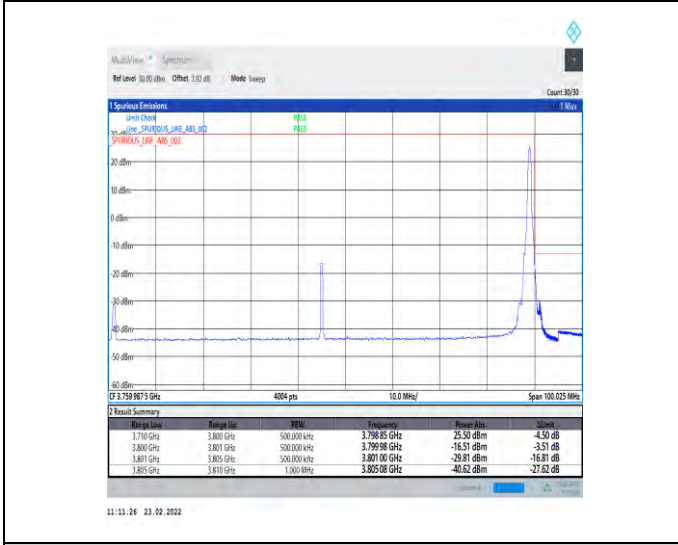 MultiView Spectrum
Ref Level 30.00 dBm Offset 7.92 dB Mode Sweep
Count 30/30
1 Spurious Emissions 1 Max
Limit Check PASS
Line _SPURIOUS_LINE_ABS_002 PASS
_SPURIOUS_LINE_ABS_002
20 dBm
10 dBm
0 dBm
-10 dBm
-20 dBm
-30 dBm
-40 dBm
-50 dBm
-60 dBm
CF 3.759 987 5 GHz 4004 pts 10.0 MHz/ Span 100.025 MHz
2 Result Summary
Range Low Range Up RBW Frequency Power Abs ΔLimit
3.710 GHz 3.800 GHz 500.000 kHz 3.798 85 GHz 25.50 dBm -4.50 dB
3.800 GHz 3.801 GHz 500.000 kHz 3.799 98 GHz -16.51 dBm -3.51 dB
3.801 GHz 3.805 GHz 500.000 kHz 3.801 00 GHz -29.81 dBm -16.81 dB
3.805 GHz 3.810 GHz 1.000 MHz 3.805 08 GHz -40.62 dBm -27.62 dB
11:11:26 23.02.2022